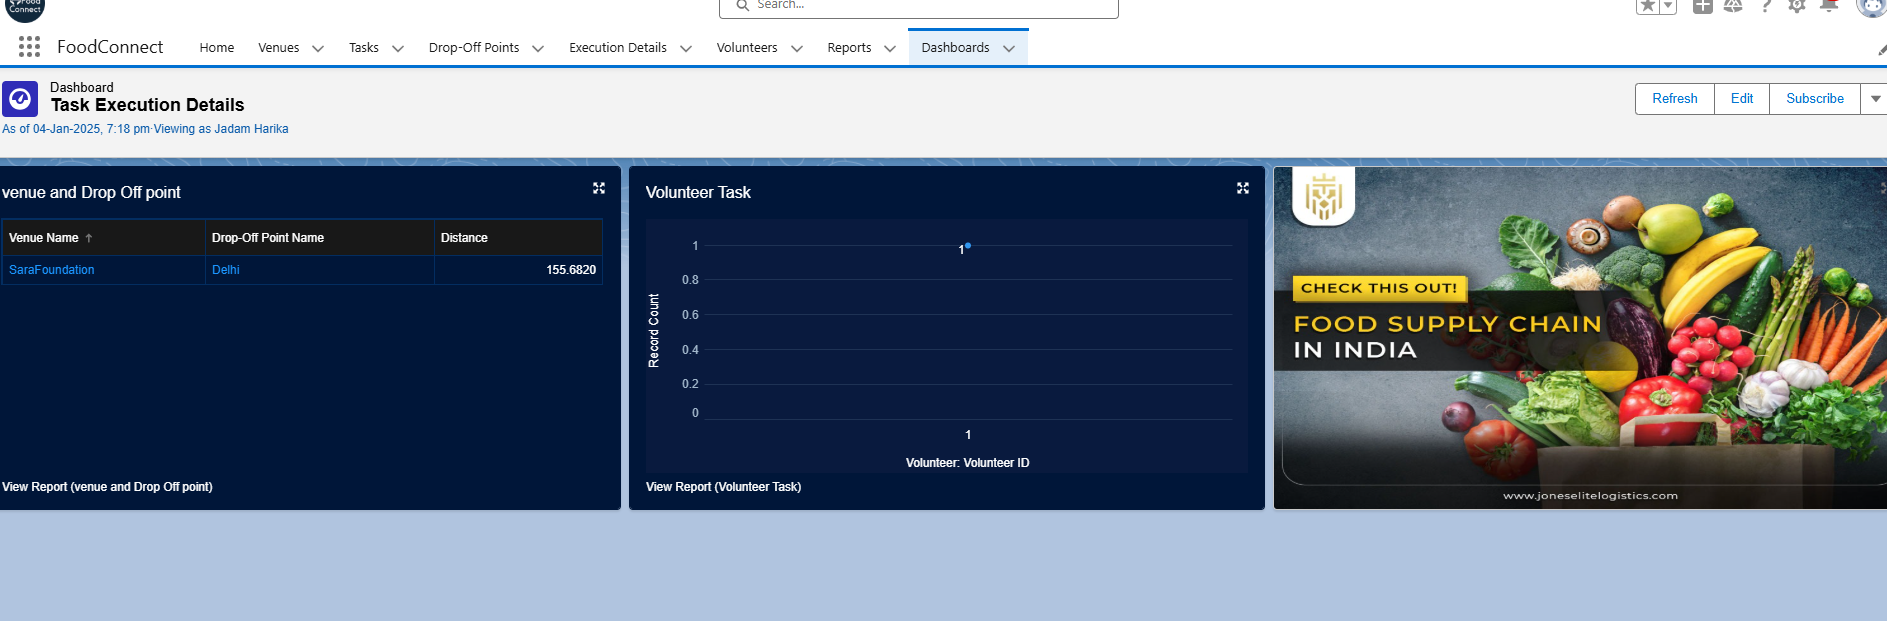 Food
Connect
Search...
FoodConnect
Home
Venues
Tasks
Drop-Off Points
Execution Details
Volunteers
Reports
Dashboards
Dashboard
Task Execution Details
As of 04-Jan-2025, 7:18 pm·Viewing as Jadam Harika
Refresh
Edit
Subscribe
venue and Drop Off point
Venue Name ↑
Drop-Off Point Name
Distance
SaraFoundation
Delhi
155.6820
View Report (venue and Drop Off point)
Volunteer Task
Record Count
1
0.8
0.6
0.4
0.2
0
1
1
Volunteer: Volunteer ID
View Report (Volunteer Task)
CHECK THIS OUT!
FOOD SUPPLY CHAIN
IN INDIA
www.joneselitelogistics.com